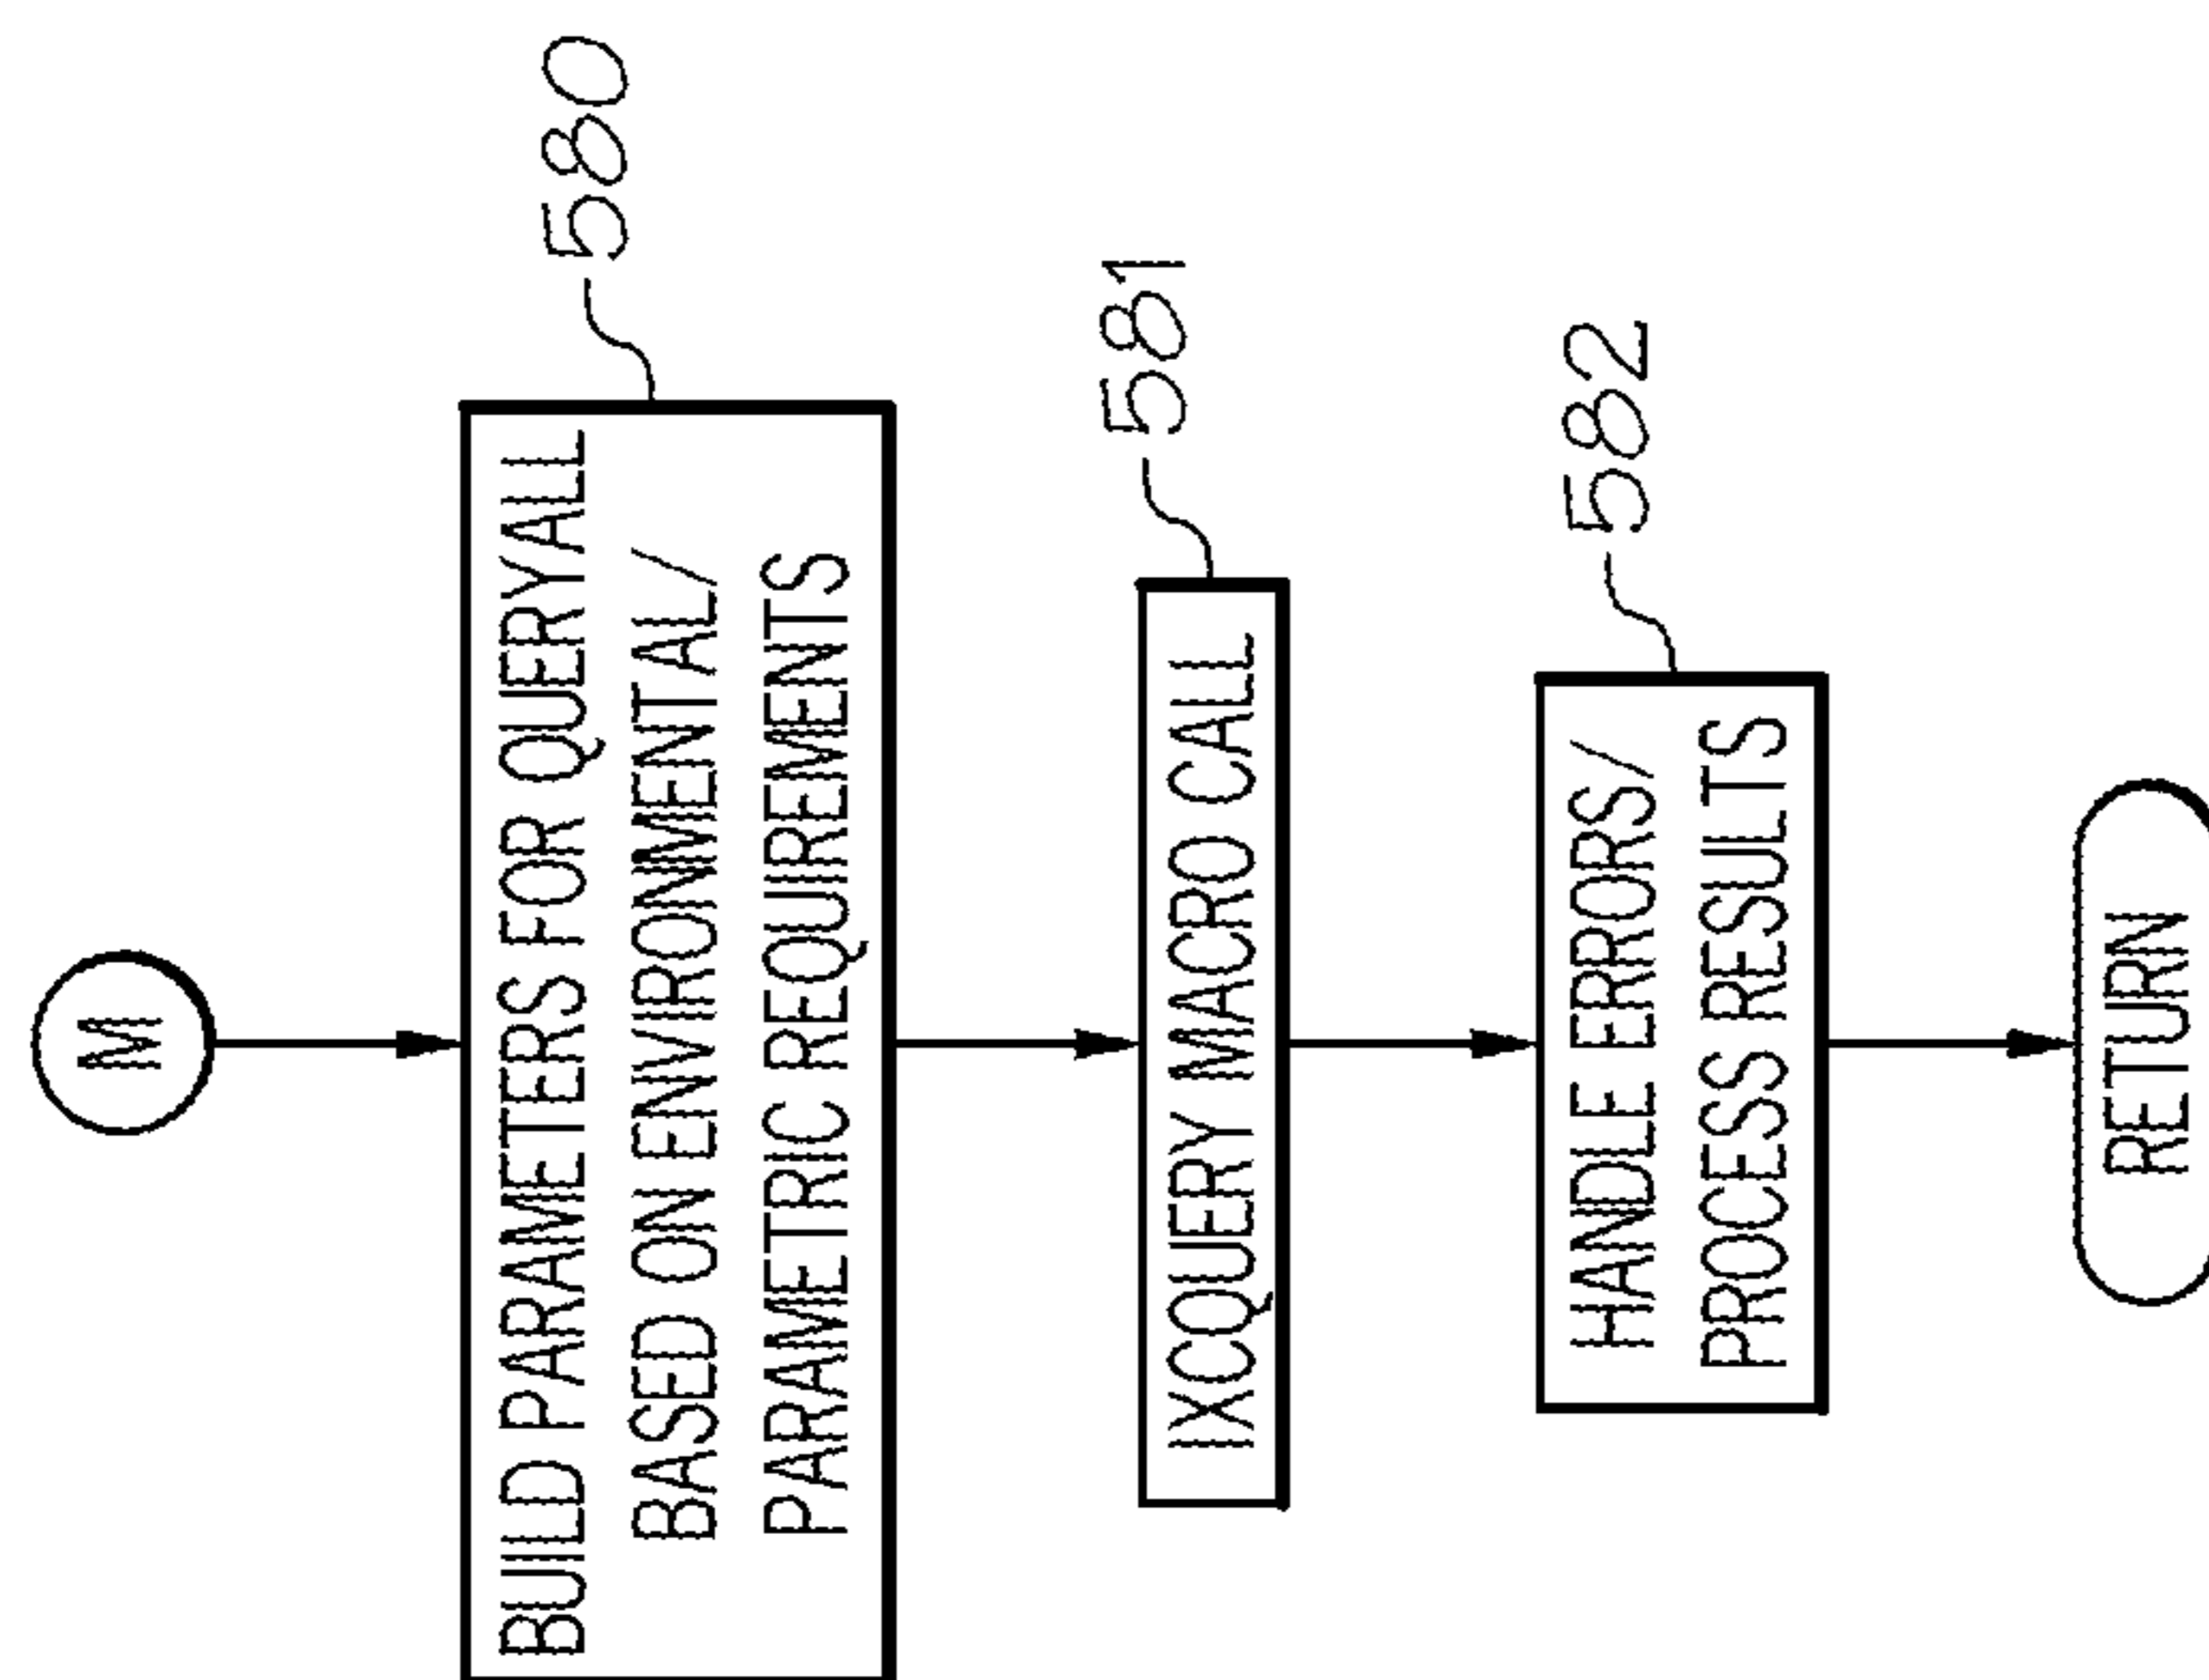 M
BUILD PARAMETERS FOR QUERYALL
BASED ON ENVIRONMENTAL/
PARAMETRIC REQUIREMENTS
580
IXCQUERY MACRO CALL
581
HANDLE ERRORS/
PROCESS RESULTS
582
RETURN